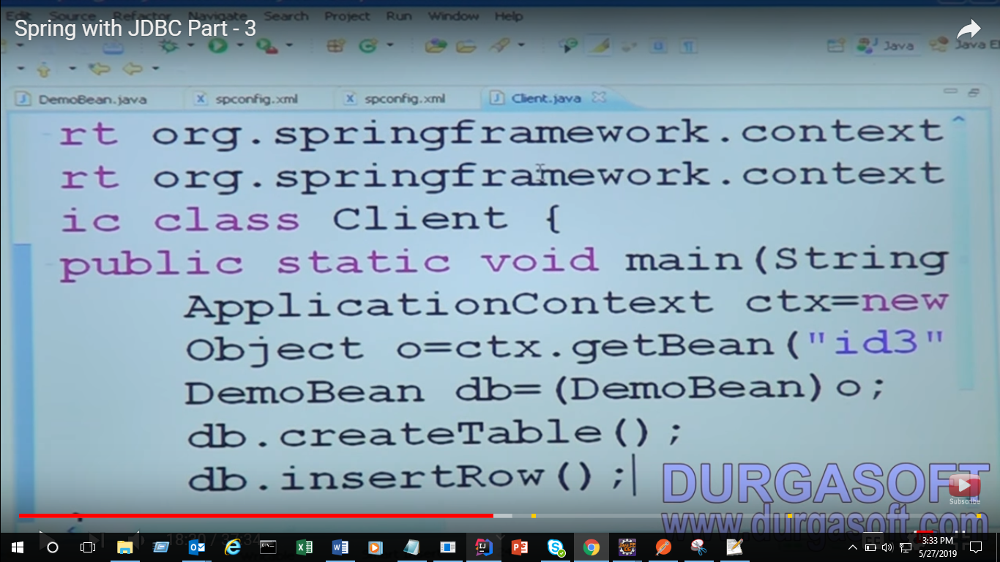 Edit Source Refactor Navigate Search Project Run Window Help
Spring with JDBC Part - 3
Java Java E
DemoBean.java spconfig.xml spconfig.xml Client.java
rt org.springframework.context
rt org.springframework.context
ic class Client {
public static void main(String
ApplicationContext ctx=new
Object o=ctx.getBean("id3"
DemoBean db=(DemoBean)o;
db.createTable();
db.insertRow();
DURGASOFT
Subscribe
www.durgasoft.com
18:20 / 37:34
CC
3:33 PM
5/27/2019